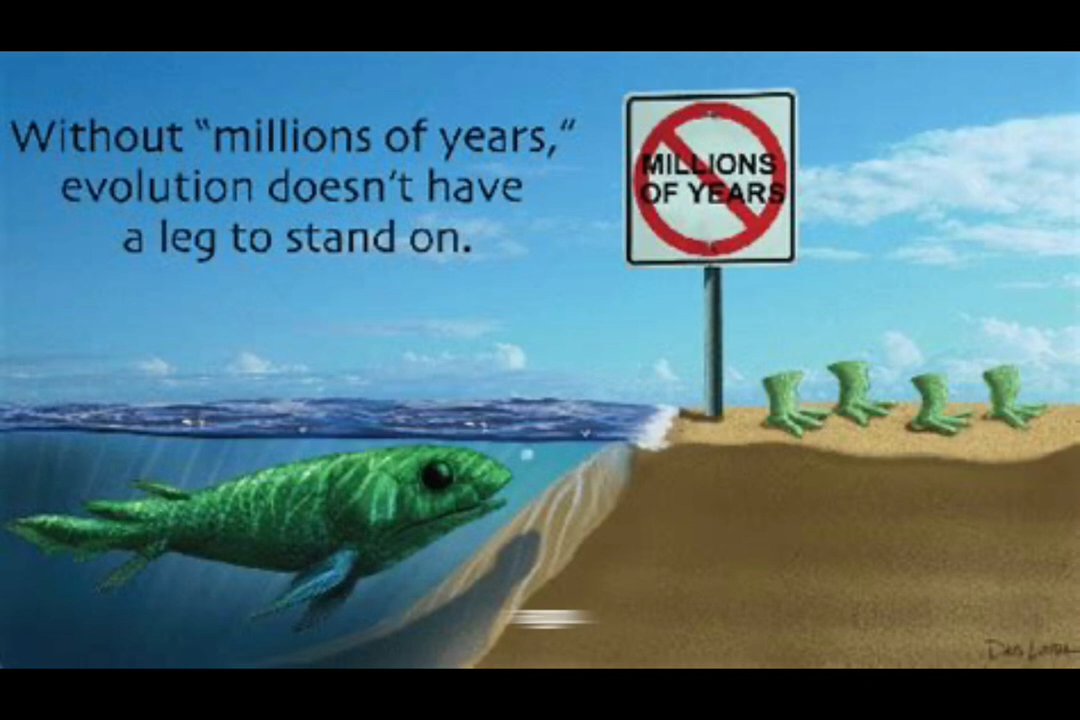 Without "millions of years,"
evolution doesn't have
a leg to stand on.
MILLIONS
OF YEARS